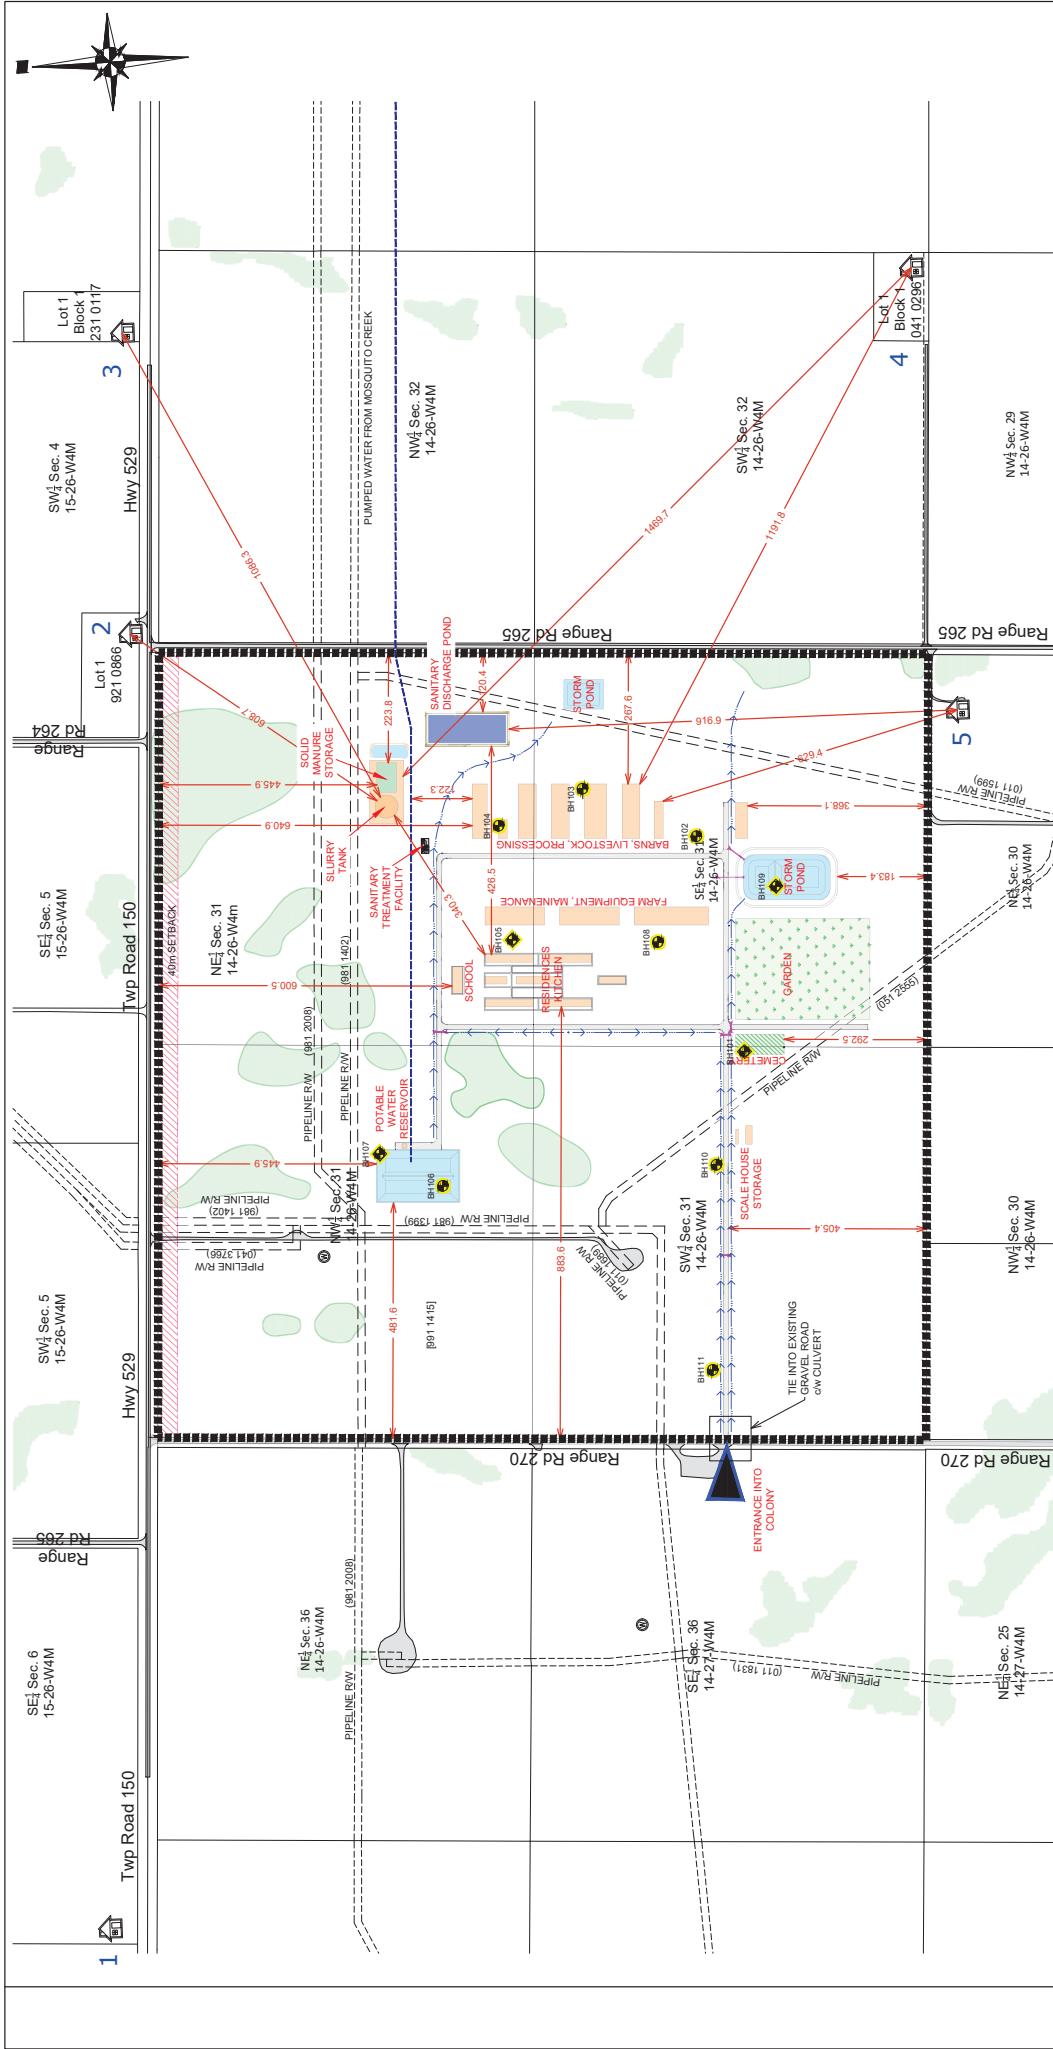 SE¼ Sec. 6
15-26-W4M
SW¼ Sec. 5
15-26-W4M
SE¼ Sec. 5
15-26-W4M
SW¼ Sec. 4
15-26-W4M
Lot 1
Block 1
231 0117
3
Lot 1
921 0866
2
1
Twp Road 150
Range
Rd 265
Hwy 529
Twp Road 150
Range
Rd 264
Hwy 529
40m SETBACK
NE¼ Sec. 36
14-26-W4M
PIPELINE R/W
(981 2008)
PIPELINE R/W
(041 3766)
PIPELINE R/W
(981 1402)
NW¼ Sec. 31
14-26-W4M
PIPELINE R/W
(981 2008)
PIPELINE R/W
(981 1402)
NE¼ Sec. 31
14-26-W4m
445.9
600.5
640.9
445.9
608.7
1086.3
SOLID
MANURE
STORAGE
SLURRY
TANK
SANITARY
TREATMENT
FACILITY
223.8
PUMPED WATER FROM MOSQUITO CREEK
NW¼ Sec. 32
14-26-W4M
POTABLE
WATER
RESERVOIR
BH107
BH106
481.6
[991 1415]
PIPELINE R/W
(981 1399)
340.3
122.3
426.5
SANITARY
DISCHARGE POND
120.4
SCHOOL
RESIDENCES
KITCHEN
BH105
BH104
BH103
BARNS, LIVESTOCK, PROCESSING
FARM EQUIPMENT, MAINENANCE
STORM
POND
267.6
916.6
829.4
1469.7
1191.8
883.6
PIPELINE R/W
(011 1599)
Range Rd 270
Range Rd 265
BH108
BH102
SE¼ Sec. 31
14-26-W4M
SW¼ Sec. 31
14-26-W4M
SE¼ Sec. 36
14-27-W4M
PIPELINE R/W
(011 1831)
SW¼ Sec. 32
14-26-W4M
BH111
BH110
BH101
BH109
ENTRANCE INTO
COLONY
TIE INTO EXISTING
GRAVEL ROAD
c/w CULVERT
SCALE HOUSE
STORAGE
CEMETERY
GARDEN
STORM
POND
405.4
292.5
183.4
368.1
PIPELINE R/W
(051 2555)
PIPELINE R/W
(011 1599)
4
Lot 1
Block 1
041 0296
5
Range Rd 270
Range Rd 265
NE¼ Sec. 25
14-27-W4M
NW¼ Sec. 30
14-26-W4M
NE¼ Sec. 30
14-26-W4M
NW¼ Sec. 29
14-26-W4M
W
W